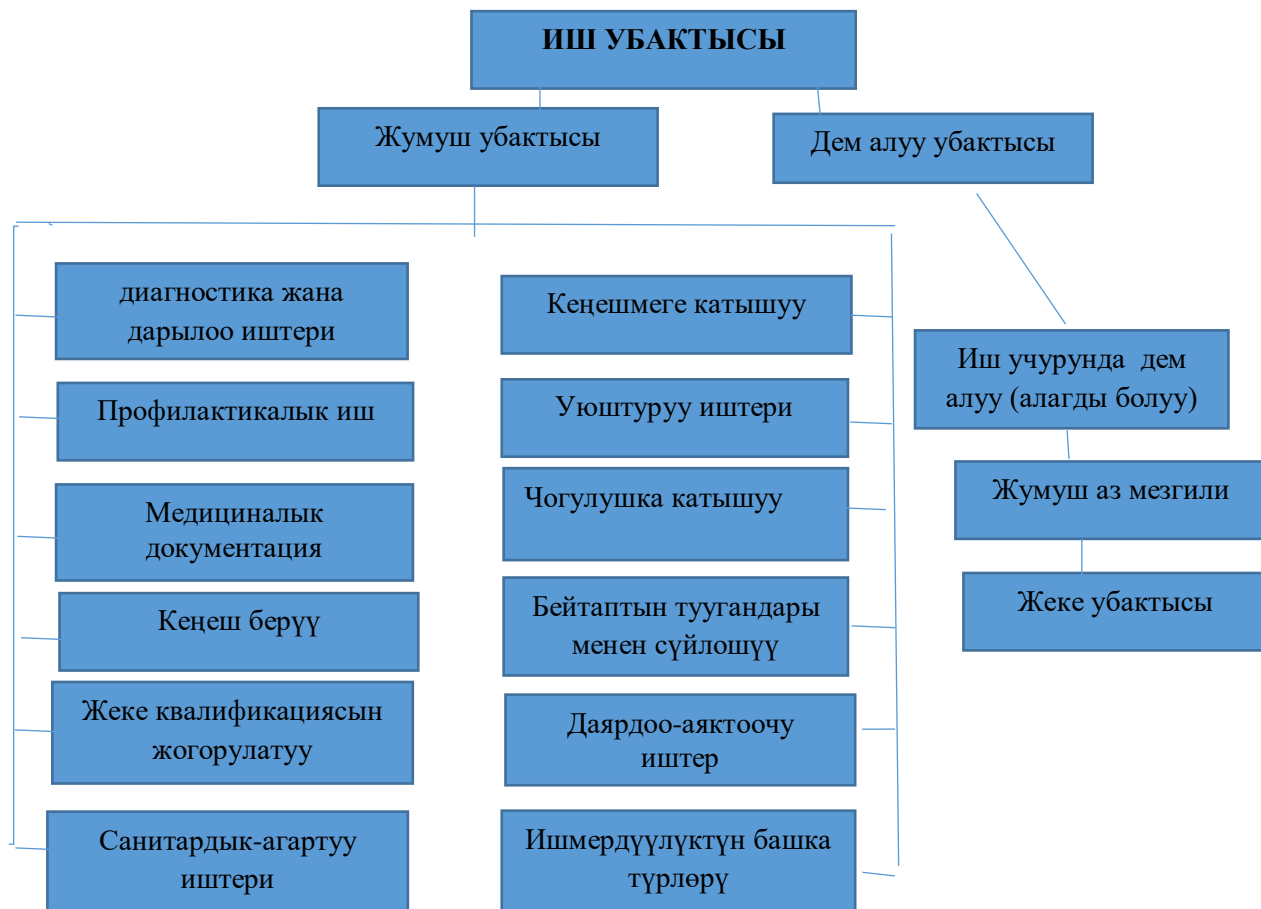 ИШ УБАКТЫСЫ
Жумуш убактысы
Дем алуу убактысы
диагностика жана
дарылоо иштери
Профилактикалык иш
Медициналык
документация
Кеңеш берүү
Жеке квалификациясын
жогорулатуу
Санитардык-агартуу
иштери
Кеңешмеге катышуу
Уюштуруу иштери
Чогулушка катышуу
Бейтаптын туугандары
менен сүйлошүү
Даярдоо-аяктоочу
иштер
Ишмердүүлүктүн башка
түрлөрү
Иш учурунда дем
алуу (алагды болуу)
Жумуш аз мезгили
Жеке убактысы